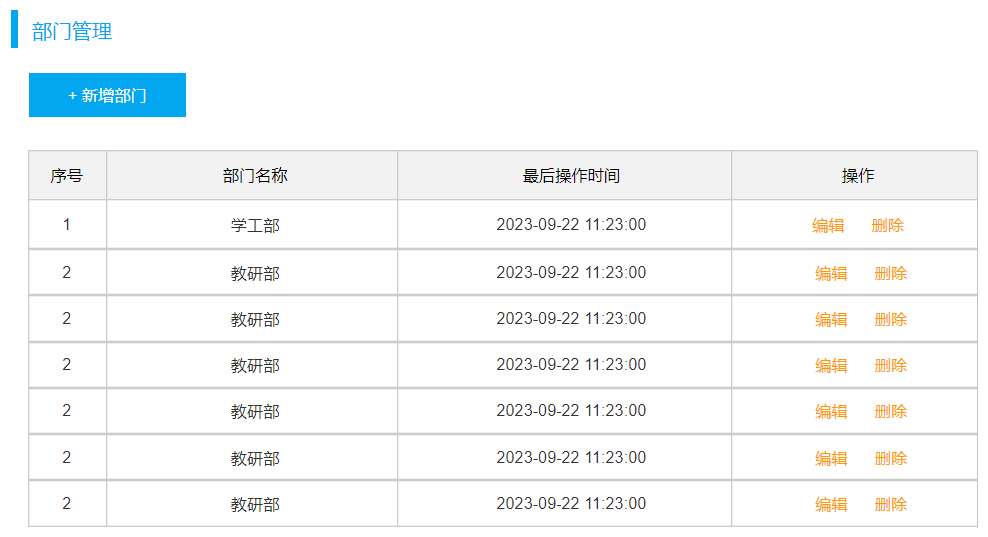 部门管理
+ 新增部门
序号 部门名称 最后操作时间 操作
1 学工部 2023-09-22 11:23:00 编辑 删除
2 教研部 2023-09-22 11:23:00 编辑 删除
2 教研部 2023-09-22 11:23:00 编辑 删除
2 教研部 2023-09-22 11:23:00 编辑 删除
2 教研部 2023-09-22 11:23:00 编辑 删除
2 教研部 2023-09-22 11:23:00 编辑 删除
2 教研部 2023-09-22 11:23:00 编辑 删除